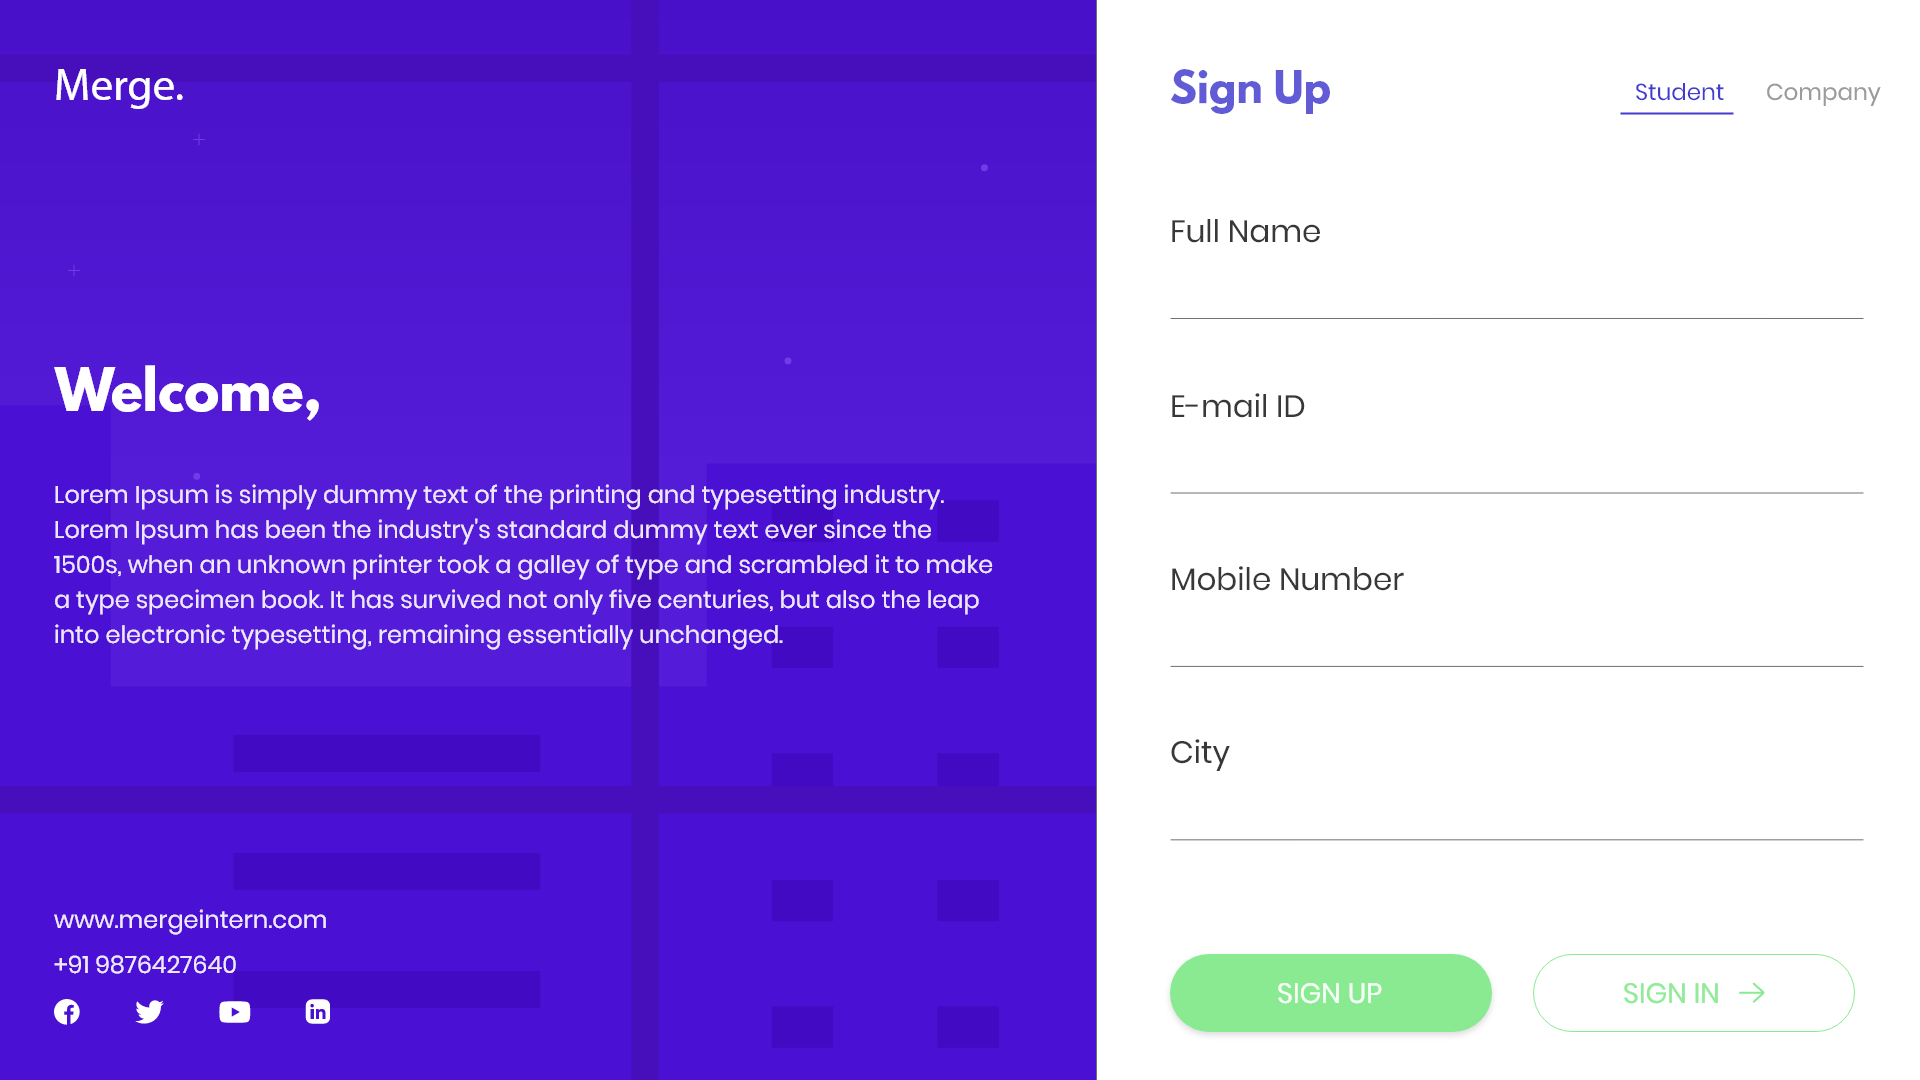 Merge.
Welcome,
Lorem Ipsum is simply dummy text of the printing and typesetting industry.
Lorem Ipsum has been the industry's standard dummy text ever since the
1500s, when an unknown printer took a galley of type and scrambled it to make
a type specimen book. It has survived not only five centuries, but also the leap
into electronic typesetting, remaining essentially unchanged.
www.mergeintern.com
+91 9876427640
Sign Up
Student
Company
Full Name
E-mail ID
Mobile Number
City
SIGN UP
SIGN IN